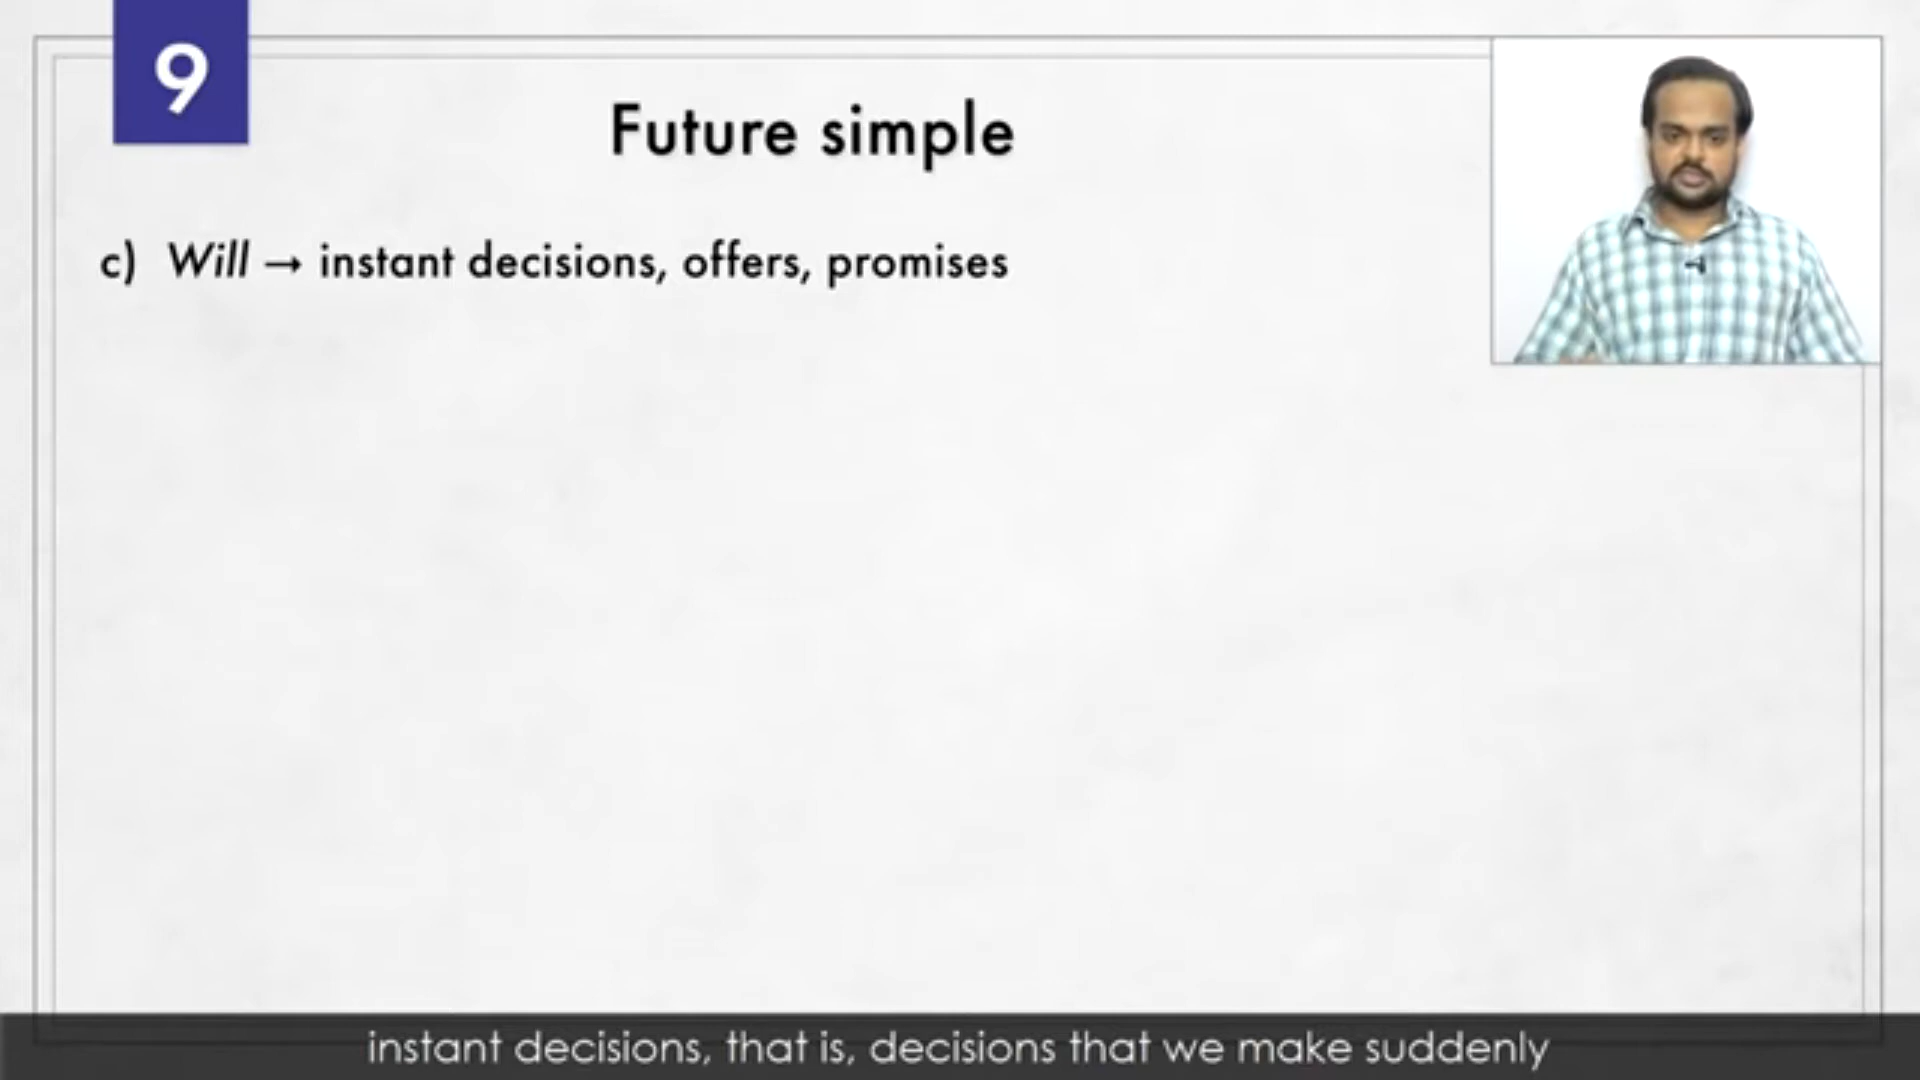 9
Future simple
c) Will → instant decisions, offers, promises
instant decisions, that is, decisions that we make suddenly